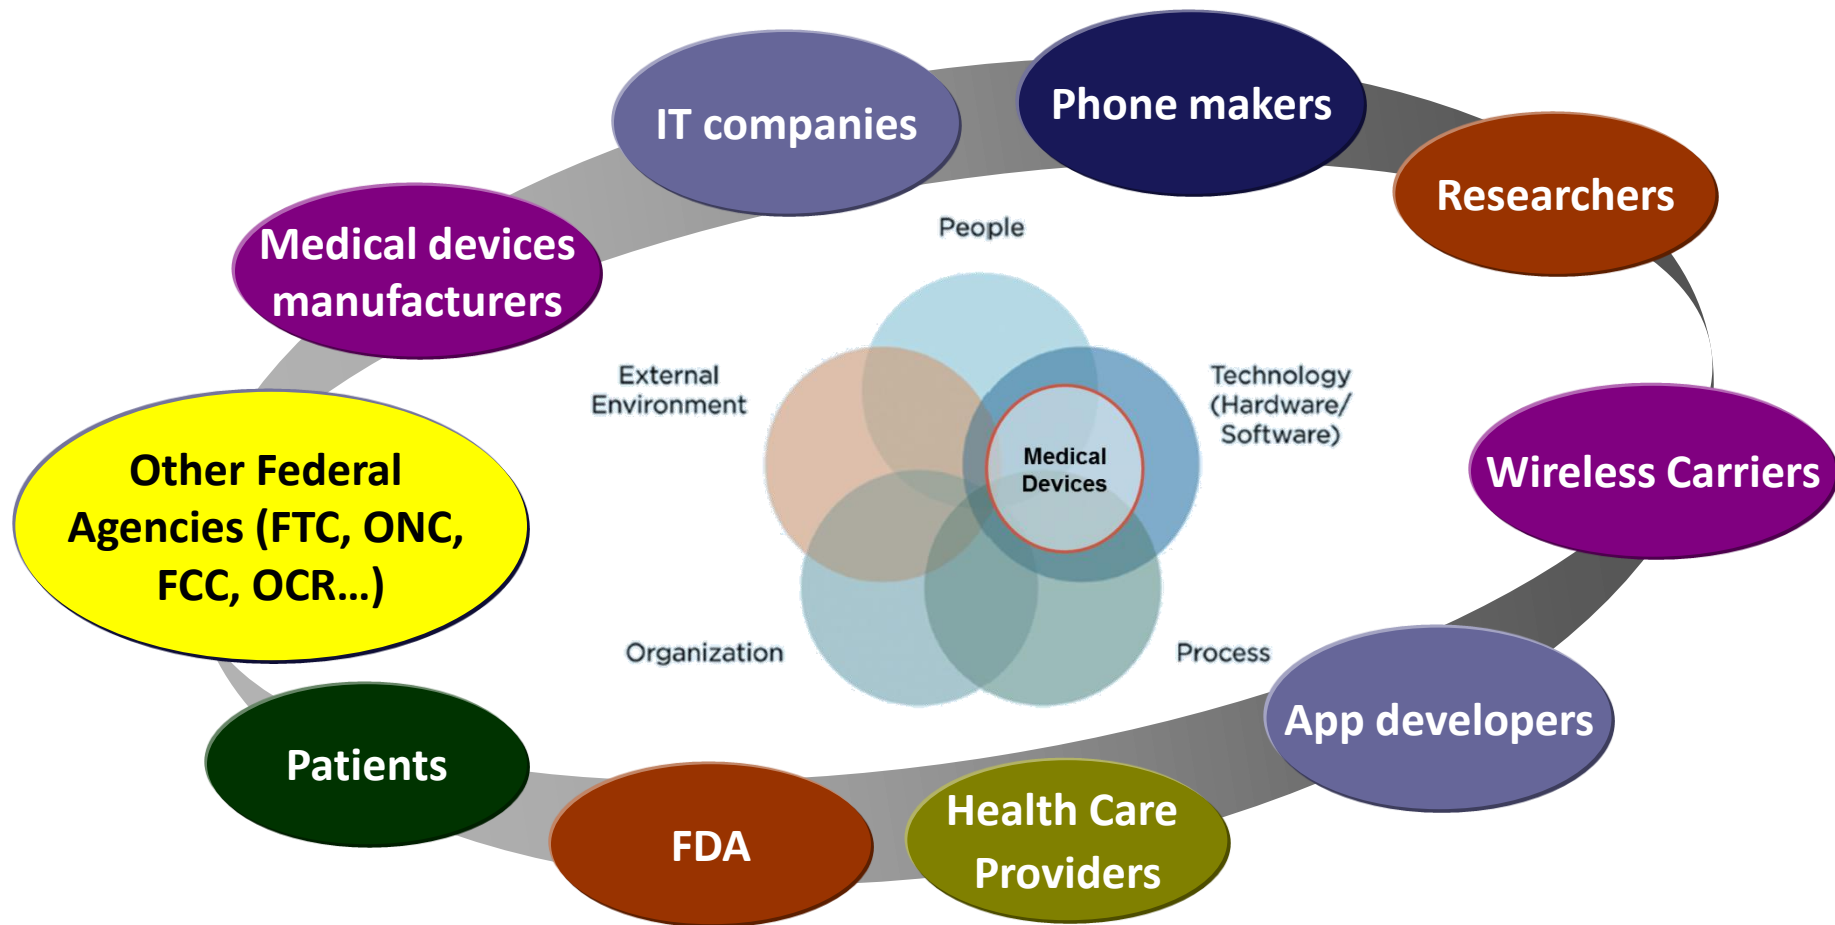 IT companies
Phone makers
Researchers
Medical devices
manufacturers
People
External
Environment
Technology
(Hardware/
Software)
Medical
Devices
Other Federal
Agencies (FTC, ONC,
FCC, OCR...)
Wireless Carriers
Organization
Process
App developers
Patients
FDA
Health Care
Providers